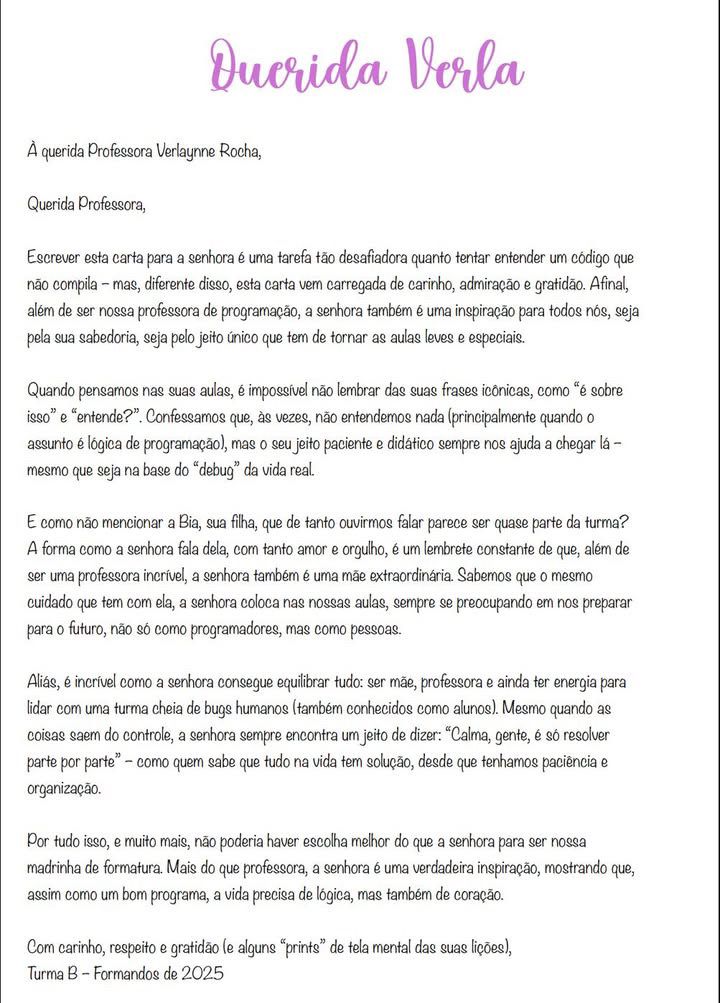 Querida Verla
À querida Professora Verlaynne Rocha,
Querida Professora,
Escrever esta carta para a senhora é uma tarefa tão desafiadora quanto tentar entender um código que
não compila – mas, diferente disso, esta carta vem carregada de carinho, admiração e gratidão. Afinal,
além de ser nossa professora de programação, a senhora também é uma inspiração para todos nós, seja
pela sua sabedoria, seja pelo jeito único que tem de tornar as aulas leves e especiais.
Quando pensamos nas suas aulas, é impossível não lembrar das suas frases icônicas, como “é sobre
isso” e “entende?”. Confessamos que, às vezes, não entendemos nada (principalmente quando o
assunto é lógica de programação), mas o seu jeito paciente e didático sempre nos ajuda a chegar lá –
mesmo que seja na base do “debug” da vida real.
E como não mencionar a Bia, sua filha, que de tanto ouvirmos falar parece ser quase parte da turma?
A forma como a senhora fala dela, com tanto amor e orgulho, é um lembrete constante de que, além de
ser uma professora incrível, a senhora também é uma mãe extraordinária. Sabemos que o mesmo
cuidado que tem com ela, a senhora coloca nas nossas aulas, sempre se preocupando em nos preparar
para o futuro, não só como programadores, mas como pessoas.
Aliás, é incrível como a senhora consegue equilibrar tudo: ser mãe, professora e ainda ter energia para
lidar com uma turma cheia de bugs humanos (também conhecidos como alunos). Mesmo quando as
coisas saem do controle, a senhora sempre encontra um jeito de dizer: “Calma, gente, é só resolver
parte por parte” – como quem sabe que tudo na vida tem solução, desde que tenhamos paciência e
organização.
Por tudo isso, e muito mais, não poderia haver escolha melhor do que a senhora para ser nossa
madrinha de formatura. Mais do que professora, a senhora é uma verdadeira inspiração, mostrando que,
assim como um bom programa, a vida precisa de lógica, mas também de coração.
Com carinho, respeito e gratidão (e alguns “prints” de tela mental das suas lições),
Turma B – Formandos de 2025